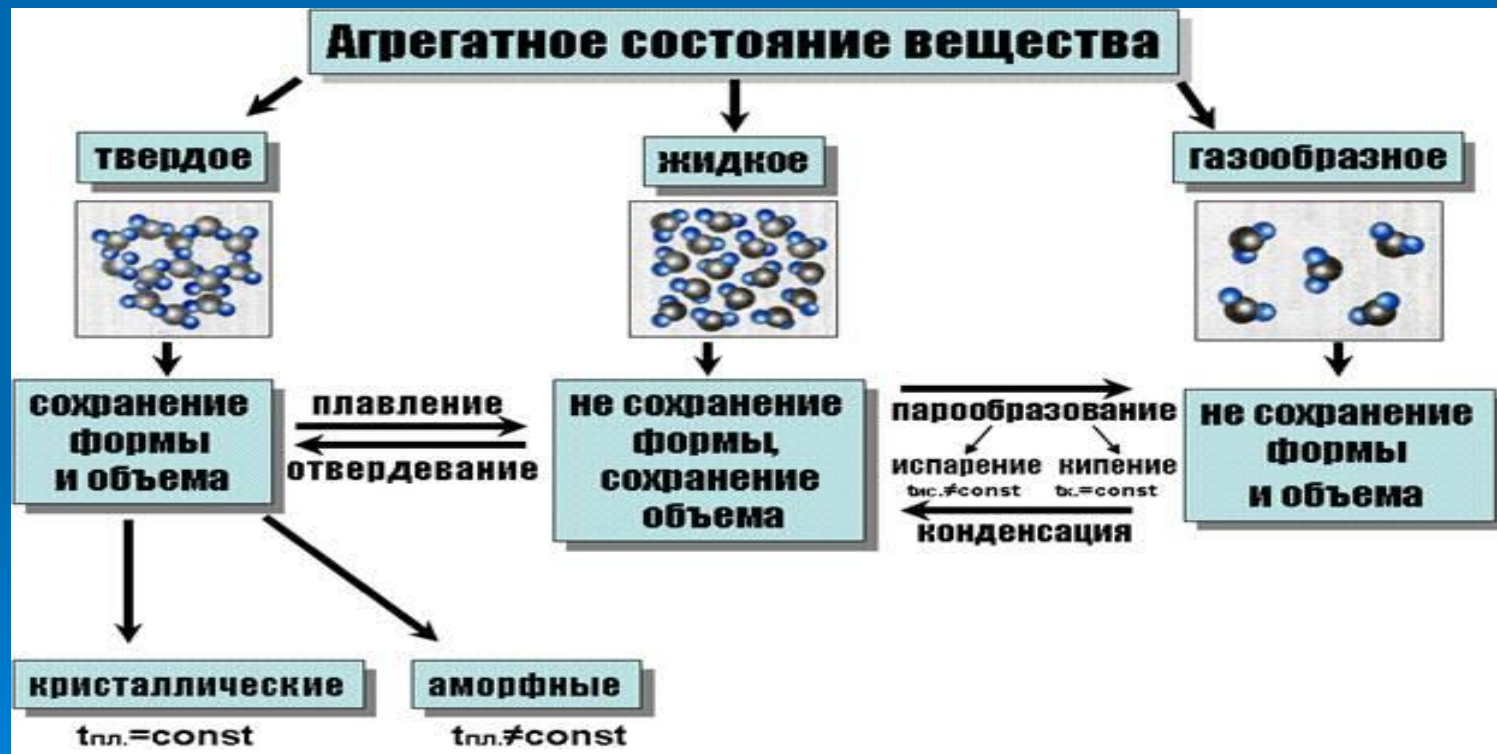 Агрегатное состояние вещества
твердое
жидкое
газообразное
сохранение
формы
и объема
плавление
отвердевание
не сохранение
формы,
сохранение
объема
парообразование
испарение кипение
tис.≠const tк.=const
конденсация
не сохранение
формы
и объема
кристаллические
tпл.=const
аморфные
tпл.≠const